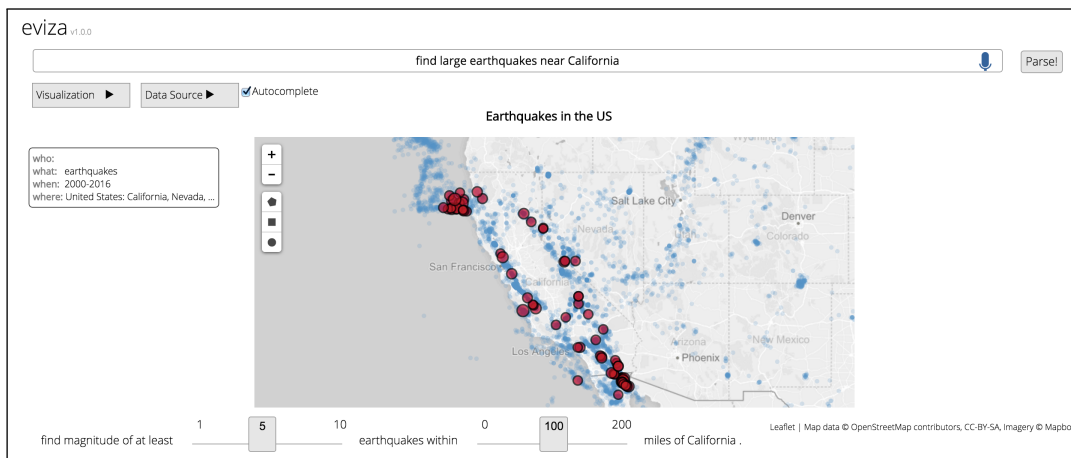 eviza v1.0.0
find large earthquakes near California
Parse!
Visualization ▶
Data Source ▶
Autocomplete
Earthquakes in the US
who:
what: earthquakes
when: 2000-2016
where: United States: California, Nevada, ...
+
−
Wyoming
Salt Lake City
Denver
Nevada
Utah
Colorado
San Francisco
California
Los Angeles
Arizona
Phoenix
New Mexico
find magnitude of at least 1 5 10 earthquakes within 0 100 200 miles of California .
Leaflet | Map data © OpenStreetMap contributors, CC-BY-SA, Imagery © Mapbo